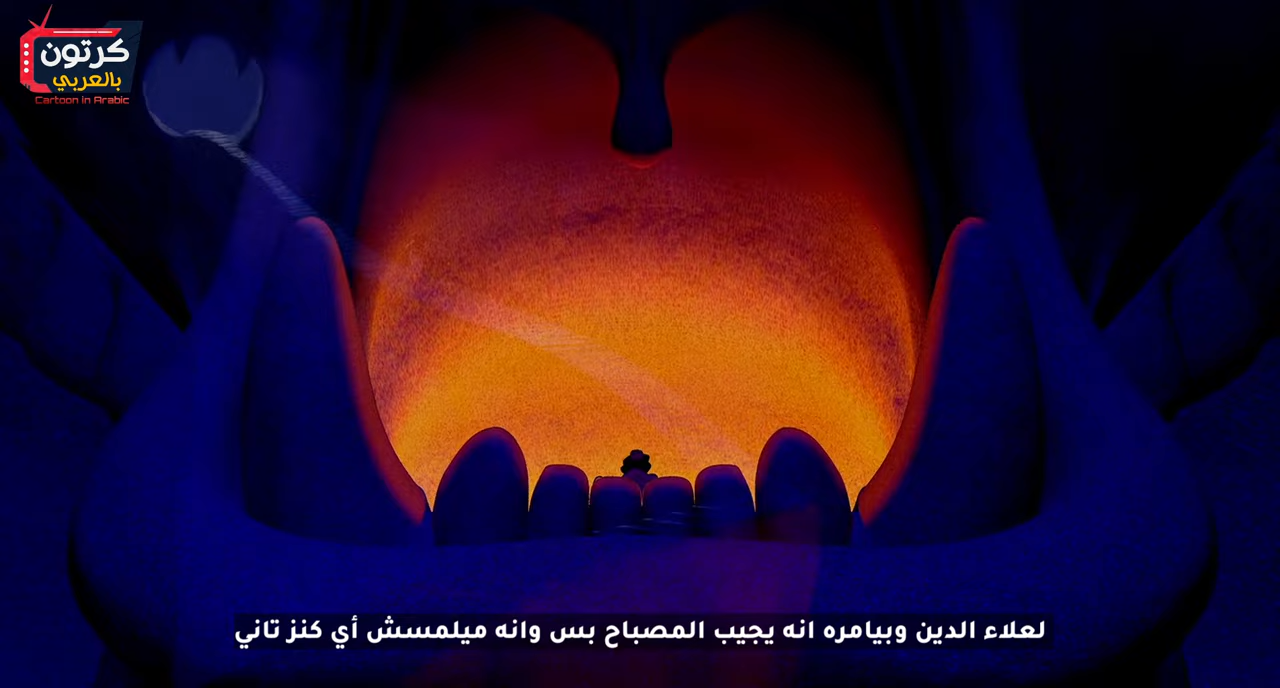 كرتون
بالعربي
Cartoon in Arabic
لعلاء الدين وبيامره انه يجيب المصباح بس وانه ميلمسش أي كنز تاني